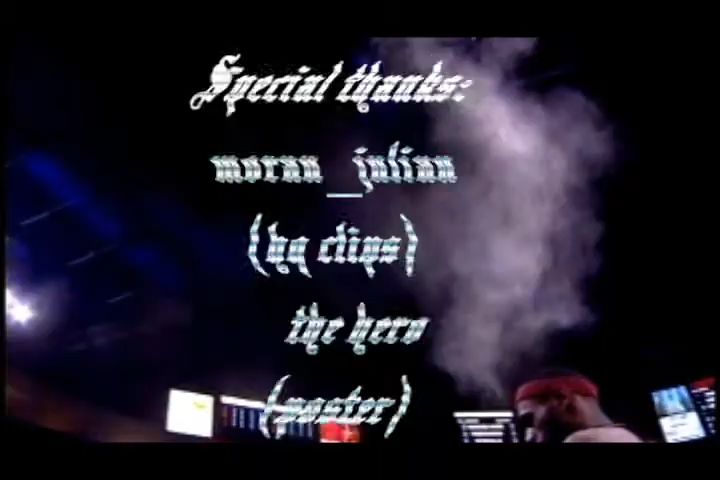 Special thanks:
moran_julian
(hq clips)
the hero
(poster)